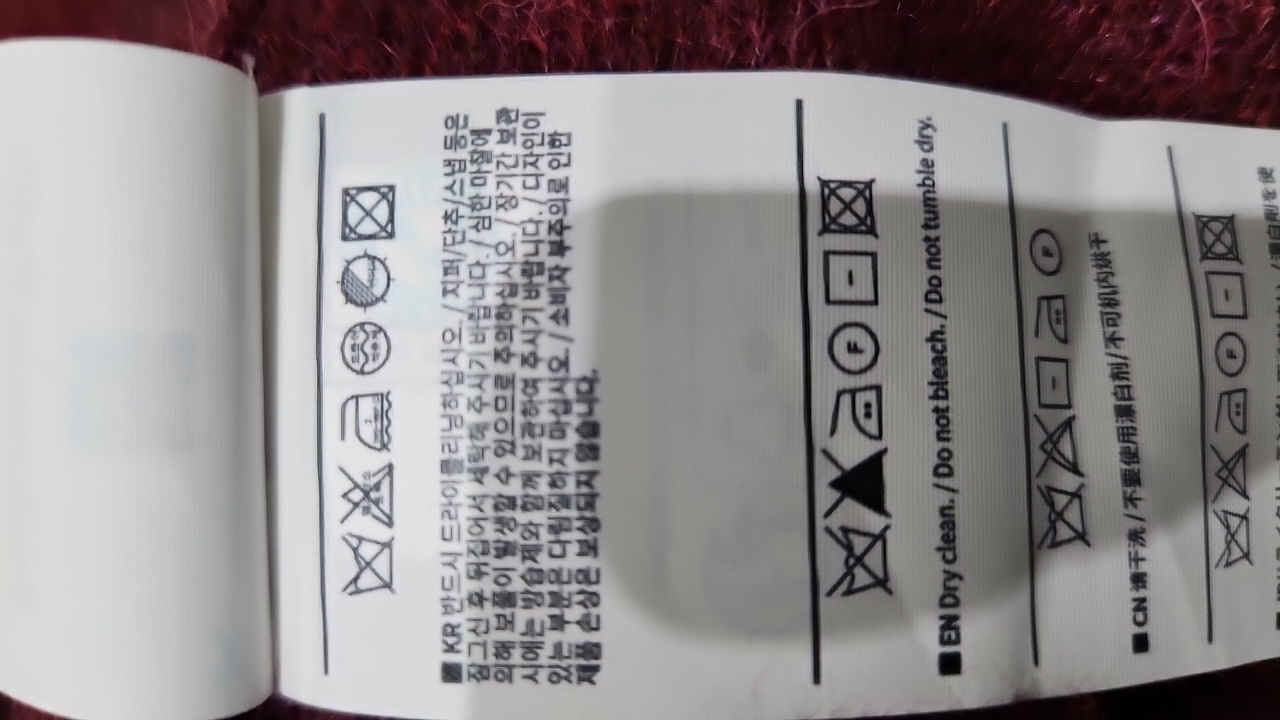 ■ KR 반드시 드라이클리닝하십시오. / 지퍼/단추/스냅 등은
잠그신 후 뒤집어서 세탁해 주시기 바랍니다. / 심한 마찰에
의해 보풀이 발생할 수 있으므로 주의하십시오. / 장기간 보관
시에는 방습제와 함께 보관하여 주시기 바랍니다. / 디자인이
있는 부분은 다림질하지 마십시오. / 소비자 부주의로 인한
제품 손상은 보상되지 않습니다.
F
■ EN Dry clean. / Do not bleach. / Do not tumble dry.
F
■ CN 请干洗 / 不要使用漂白剂 / 不可机内烘干
F